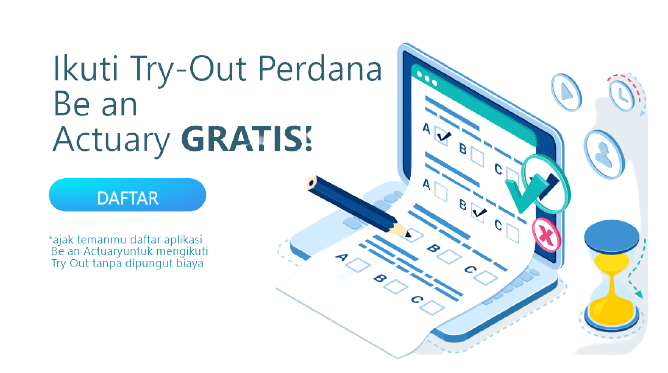 Ikuti Try-Out Perdana
Be an
Actuary GRATIS!
DAFTAR
*ajak temanmu daftar aplikasi
Be an Actuaryuntuk mengikuti
Try Out tanpa dipungut biaya
A B C
A B C
A B C
A B C